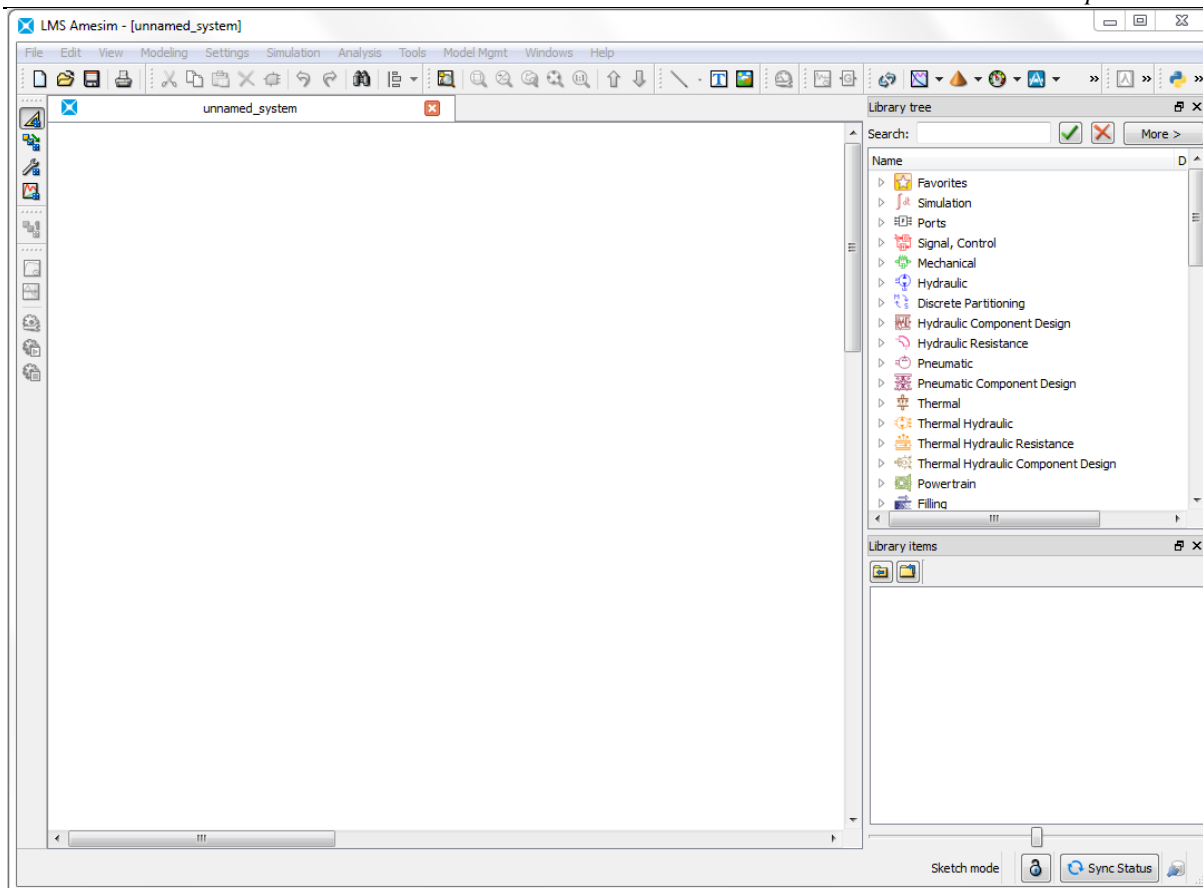 LMS Amesim - [unnamed_system]
File Edit View Modeling Settings Simulation Analysis Tools Model Mgmt Windows Help
unnamed_system
Library tree
Search: More >
Name D
Favorites
Simulation
Ports
Signal, Control
Mechanical
Hydraulic
Discrete Partitioning
Hydraulic Component Design
Hydraulic Resistance
Pneumatic
Pneumatic Component Design
Thermal
Thermal Hydraulic
Thermal Hydraulic Resistance
Thermal Hydraulic Component Design
Powertrain
Filling
Library items
Sketch mode Sync Status